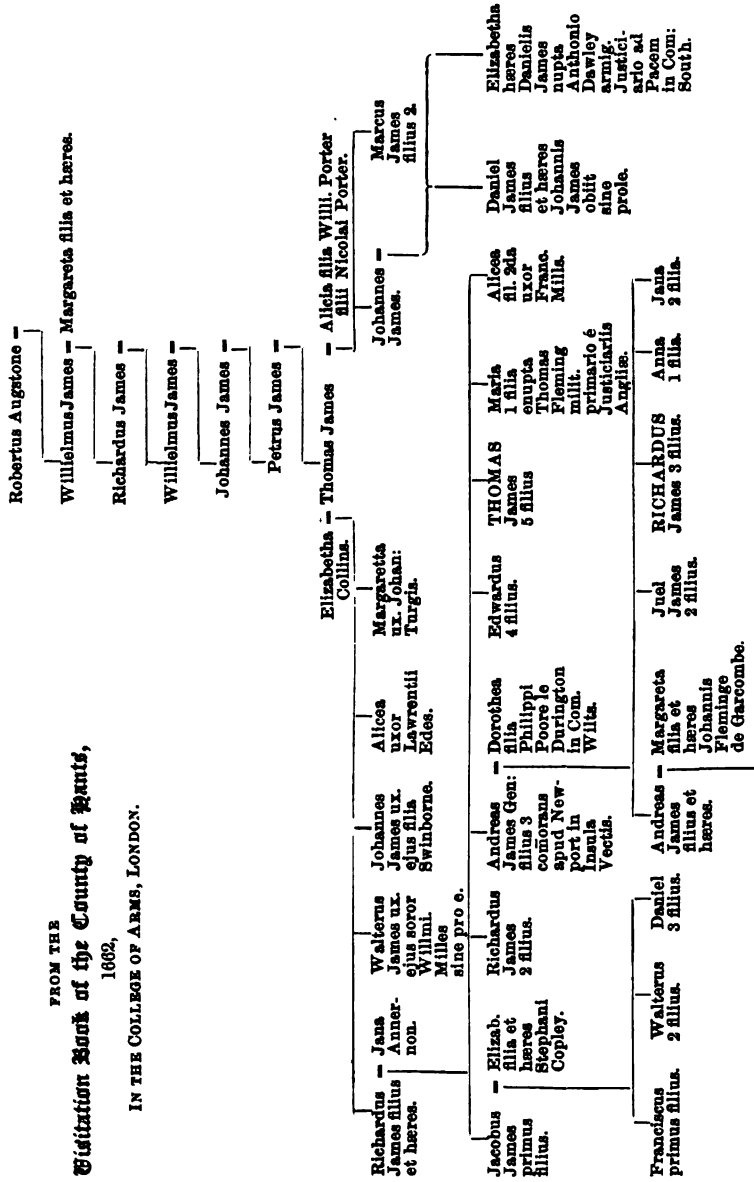 FROM THE
Visitation Book of the County of Hants,
1662,
IN THE COLLEGE OF ARMS, LONDON.
Robertus Augstone =
Willielmus James = Margareta filia et hæres.
Richardus James =
Willielmus James =
Johannes James =
Petrus James =
Elizabetha = Thomas James = Alicia filia Willi. Porter
Collins.
filii Nicolai Porter.
Richardus = Jana
James filius Anner-
et hæres. non.
Walterus
James ux.
ejus soror
Willmi.
Milles
sine pro e.
Johannes
James ux.
ejus filia
Swinborne.
Alicea
uxor
Lawrentii
Edes.
Margaretta
ux. Johan:
Turgis.
Johannes =
James.
Marcus
James
filius 2.
Jacobus = Elizab.
James filia et
primus hæres
filius. Stephani
Copley.
Richardus
James
2 filius.
Andreas = Dorothea
James Gen: filia
filius 3 Philippi
comorans Poore le
apud New- Durington
port in in Com.
Insula Wilts.
Vectis.
Edwardus
4 filius.
THOMAS
James
5 filius
Maria
1 filia
enupta
Thomas
Fleming
milit.
primario é
Justiciariis
Angliæ.
Alicea
fil. 2da
uxor
Franc.
Mills.
Daniel
James
filius
et hæres
Johannis
James
obiit
sine
prole.
Elizabetha
hæres
Danielis
James
nupta
Anthonio
Dawley
armig.
Justici-
ario ad
Pacem
in Com:
South.
Franciscus
primus filius.
Walterus
2 filius.
Daniel
3 filius.
Andreas = Margareta
James filia et
filius et hæres
hæres. Johannis
Fleminge
de Garcombe.
Juel
James
2 filius.
RICHARDUS
James 3 filius.
Anna
1 filia.
Jana
2 filia.